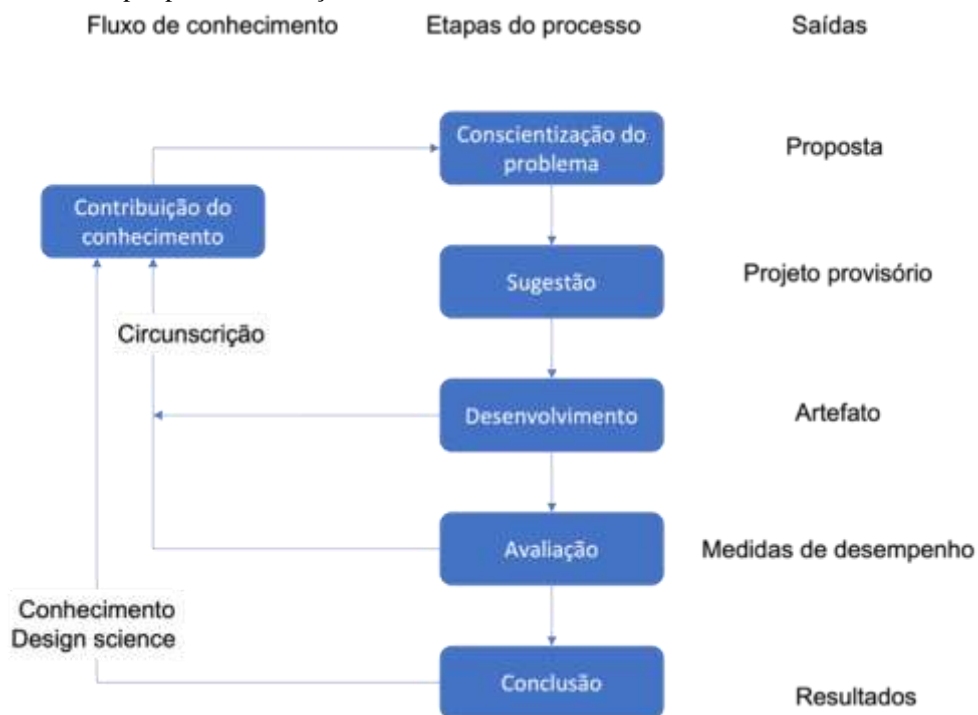 Fluxo de conhecimento Etapas do processo Saídas
Conscientização do
problema
Proposta
Contribuição do
conhecimento
Sugestão
Projeto provisório
Circunscrição
Desenvolvimento
Artefato
Avaliação
Medidas de desempenho
Conhecimento
Design science
Conclusão
Resultados